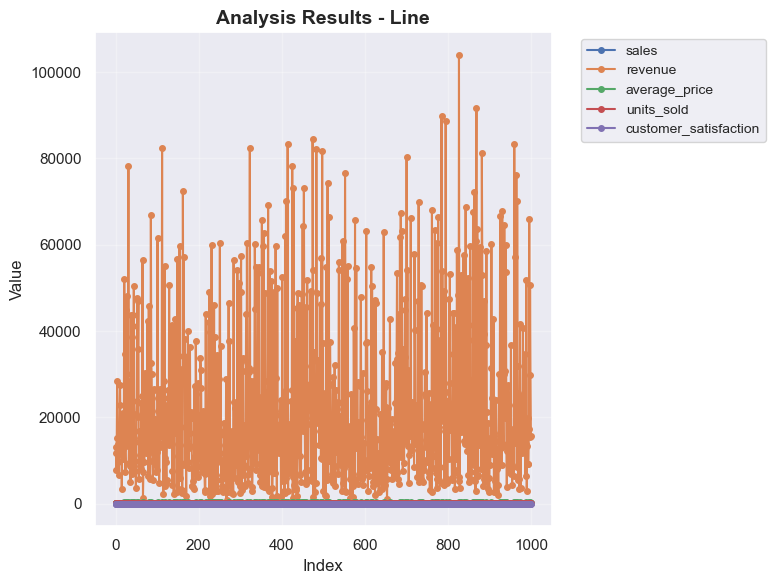 Analysis Results - Line
sales
revenue
average_price
units_sold
customer_satisfaction
100000
80000
60000
40000
20000
0
Value
0 200 400 600 800 1000
Index